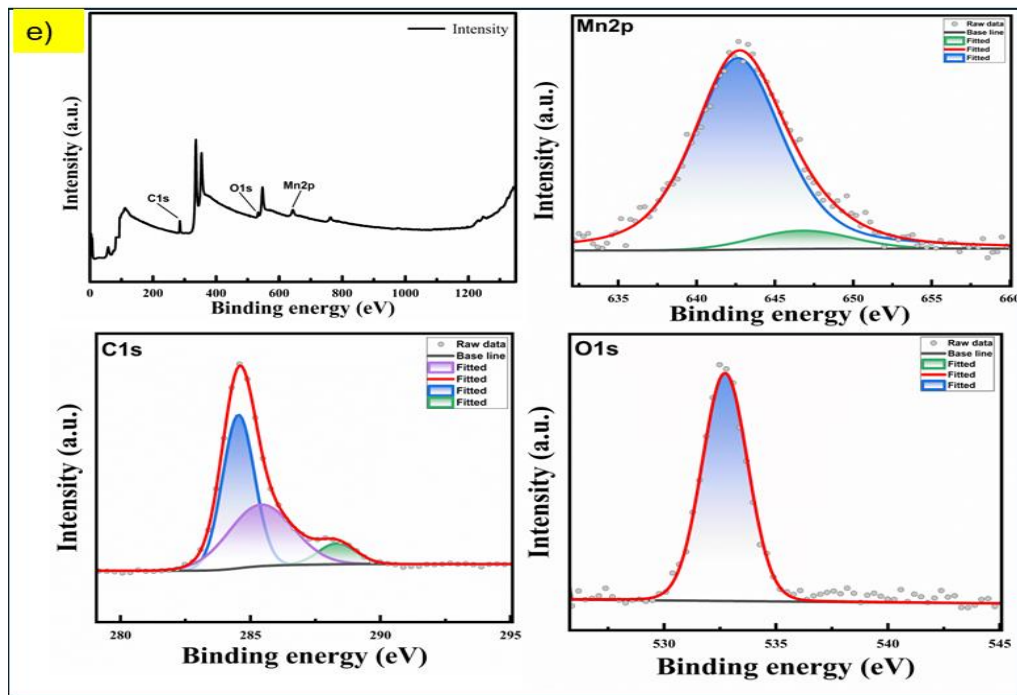 e)
Intensity
C1s
O1s
Mn2p
Intensity (a.u.)
0 200 400 600 800 1000 1200
Binding energy (eV)
Mn2p
Raw data
Base line
Fitted
Fitted
Fitted
Intensity (a.u.)
635 640 645 650 655 660
Binding energy (eV)
C1s
Raw data
Base line
Fitted
Fitted
Fitted
Fitted
Intensity (a.u.)
280 285 290 295
Binding energy (eV)
O1s
Raw data
Base line
Fitted
Fitted
Fitted
Intensity (a.u.)
530 535 540 545
Binding energy (eV)